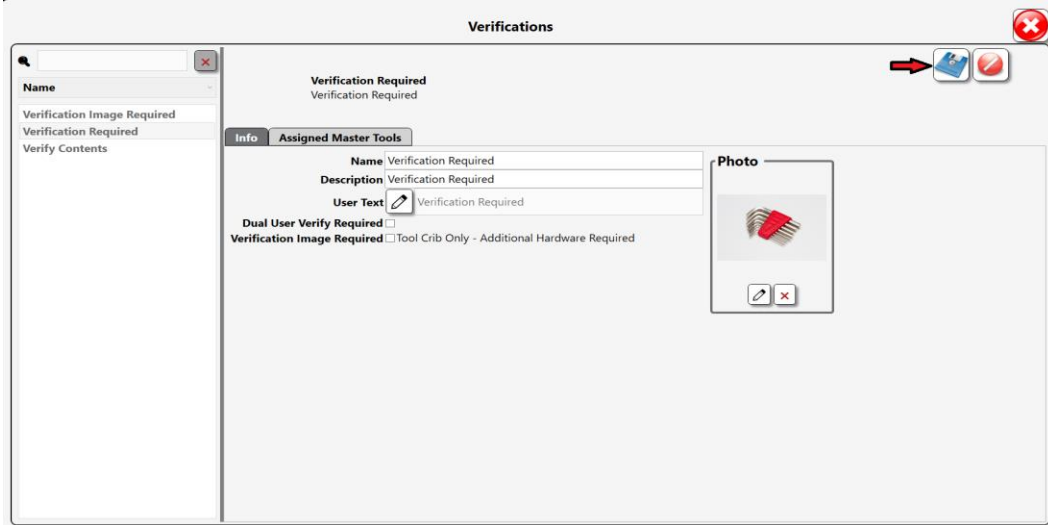 Verifications
Name
Verification Image Required
Verification Required
Verify Contents
Verification Required
Verification Required
Info
Assigned Master Tools
Name Verification Required
Description Verification Required
User Text Verification Required
Dual User Verify Required
Verification Image Required Tool Crib Only - Additional Hardware Required
Photo